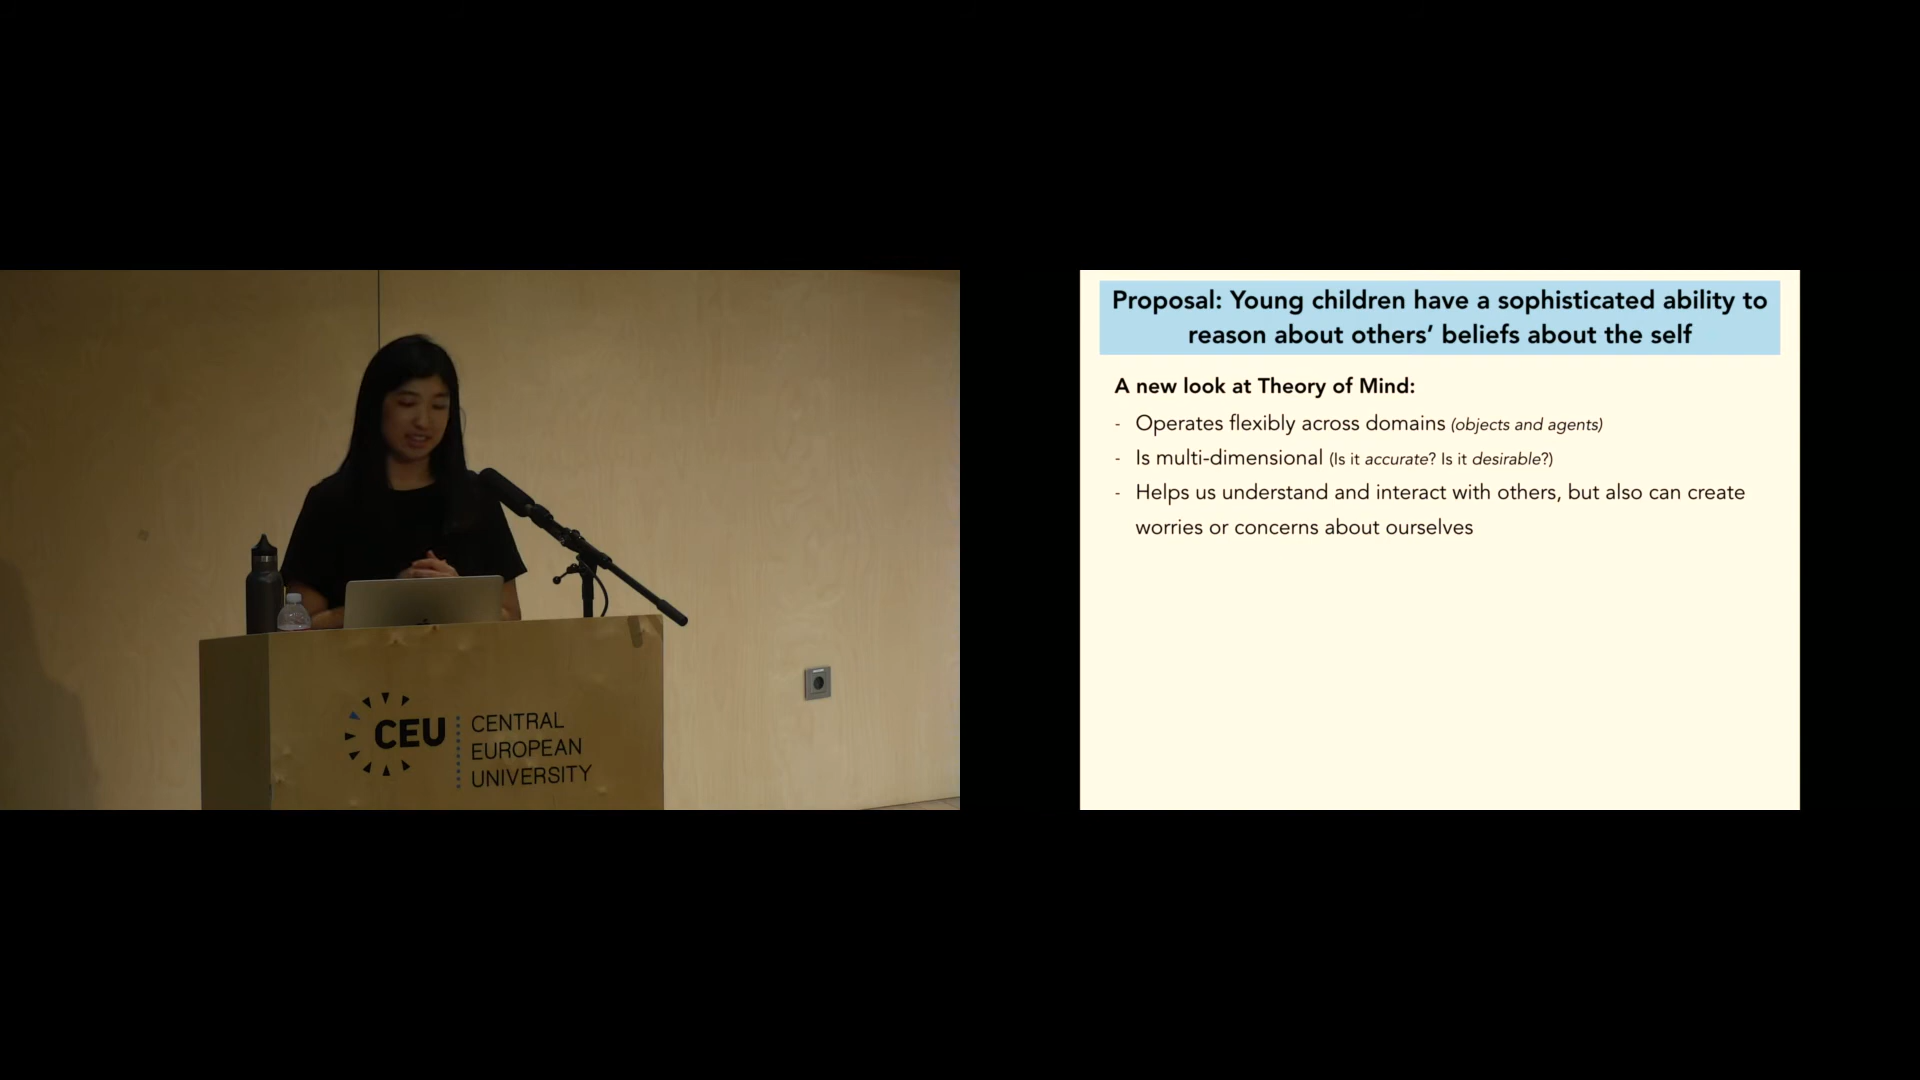 CEU
CENTRAL
EUROPEAN
UNIVERSITY
Proposal: Young children have a sophisticated ability to
reason about others’ beliefs about the self
A new look at Theory of Mind:
- Operates flexibly across domains (objects and agents)
- Is multi-dimensional (Is it accurate? Is it desirable?)
- Helps us understand and interact with others, but also can create
worries or concerns about ourselves